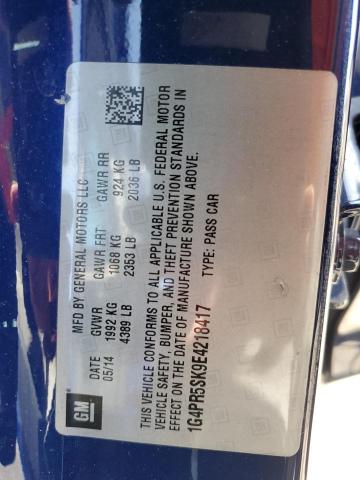 MFD BY GENERAL MOTORS LLC
DATE GVWR GAWR FRT GAWR RR
05/14 1992 KG 1068 KG 924 KG
4389 LB 2353 LB 2036 LB
GM
THIS VEHICLE CONFORMS TO ALL APPLICABLE U.S. FEDERAL MOTOR
VEHICLE SAFETY, BUMPER, AND THEFT PREVENTION STANDARDS IN
EFFECT ON THE DATE OF MANUFACTURE SHOWN ABOVE.
1G4PR5SK9E4218417 TYPE: PASS CAR